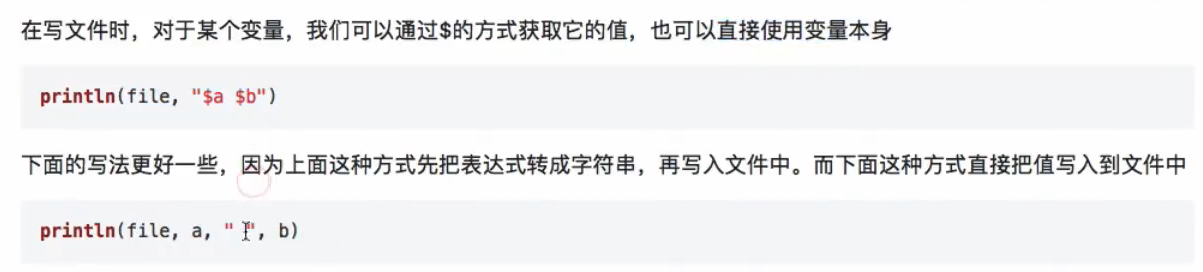 在写文件时，对于某个变量，我们可以通过$的方式获取它的值，也可以直接使用变量本身
println(file, "$a $b")
下面的写法更好一些，因为上面这种方式先把表达式转成字符串，再写入文件中。而下面这种方式直接把值写入到文件中
println(file, a, " ", b)